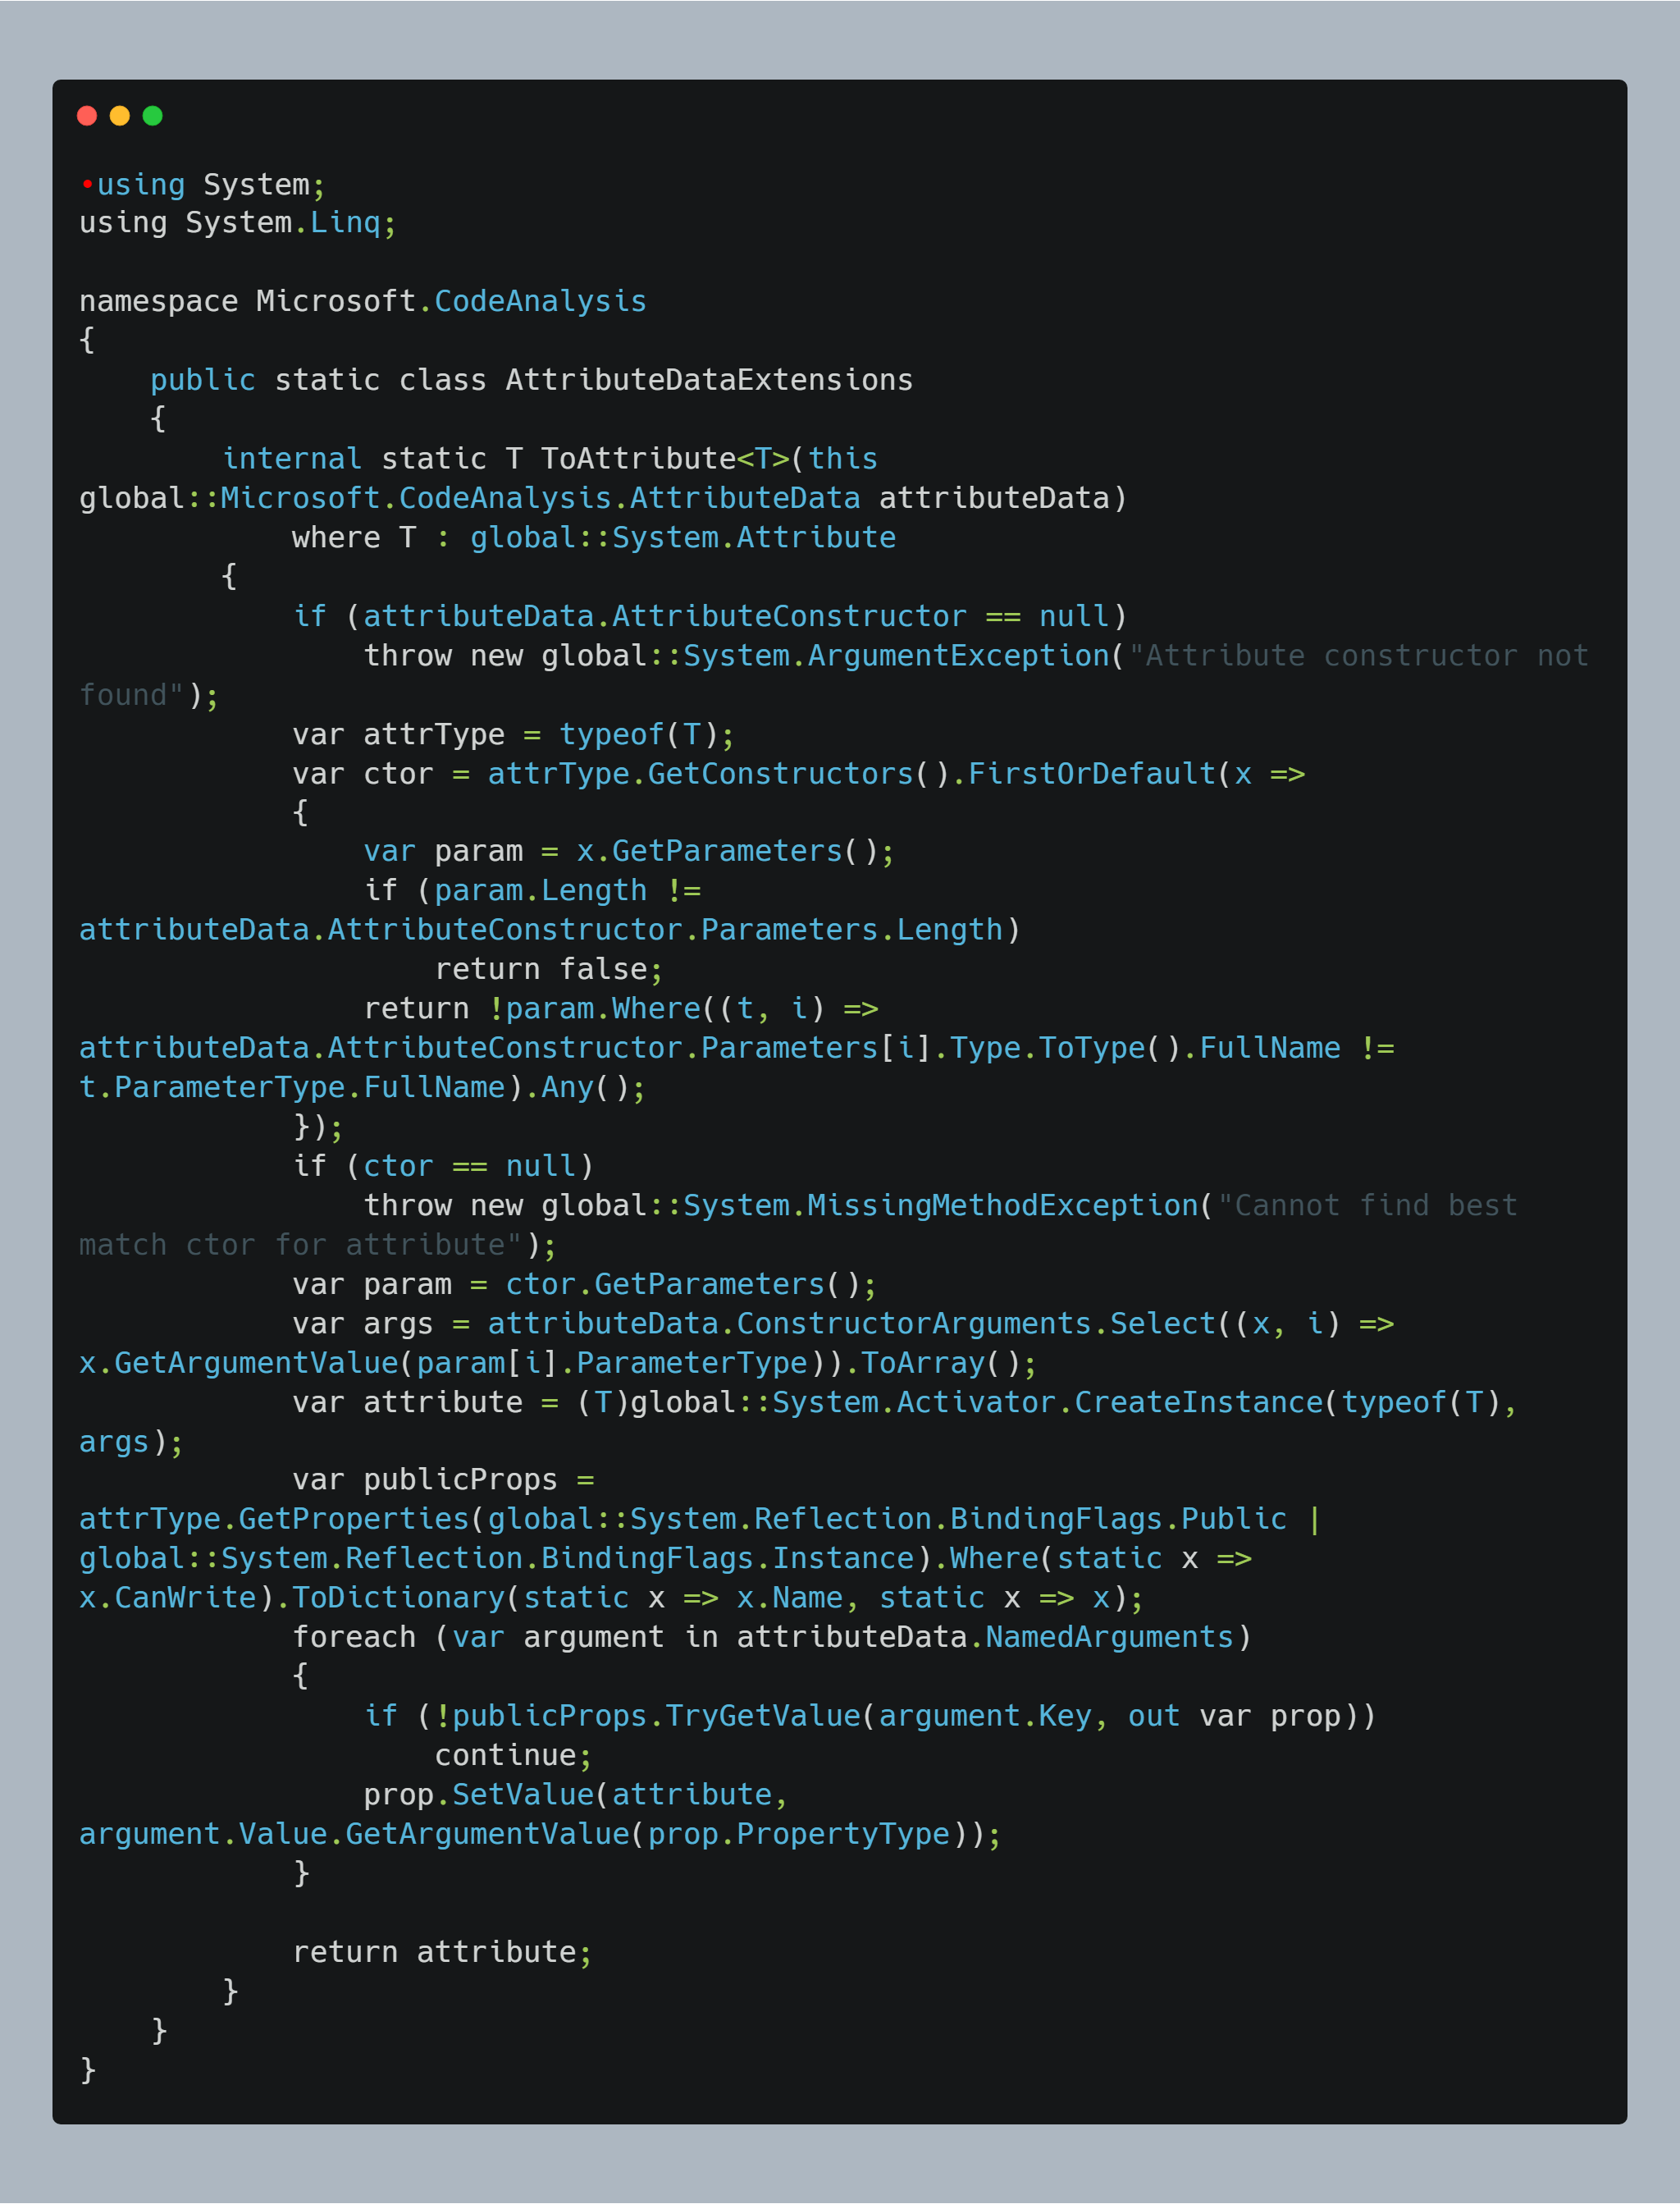 •using System;
using System.Linq;

namespace Microsoft.CodeAnalysis
{
    public static class AttributeDataExtensions
    {
        internal static T ToAttribute<T>(this
global::Microsoft.CodeAnalysis.AttributeData attributeData)
            where T : global::System.Attribute
        {
            if (attributeData.AttributeConstructor == null)
                throw new global::System.ArgumentException("Attribute constructor not
found");
            var attrType = typeof(T);
            var ctor = attrType.GetConstructors().FirstOrDefault(x =>
            {
                var param = x.GetParameters();
                if (param.Length !=
attributeData.AttributeConstructor.Parameters.Length)
                    return false;
                return !param.Where((t, i) =>
attributeData.AttributeConstructor.Parameters[i].Type.ToType().FullName !=
t.ParameterType.FullName).Any();
            });
            if (ctor == null)
                throw new global::System.MissingMethodException("Cannot find best
match ctor for attribute");
            var param = ctor.GetParameters();
            var args = attributeData.ConstructorArguments.Select((x, i) =>
x.GetArgumentValue(param[i].ParameterType)).ToArray();
            var attribute = (T)global::System.Activator.CreateInstance(typeof(T),
args);
            var publicProps =
attrType.GetProperties(global::System.Reflection.BindingFlags.Public |
global::System.Reflection.BindingFlags.Instance).Where(static x =>
x.CanWrite).ToDictionary(static x => x.Name, static x => x);
            foreach (var argument in attributeData.NamedArguments)
            {
                if (!publicProps.TryGetValue(argument.Key, out var prop))
                    continue;
                prop.SetValue(attribute,
argument.Value.GetArgumentValue(prop.PropertyType));
            }

            return attribute;
        }
    }
}